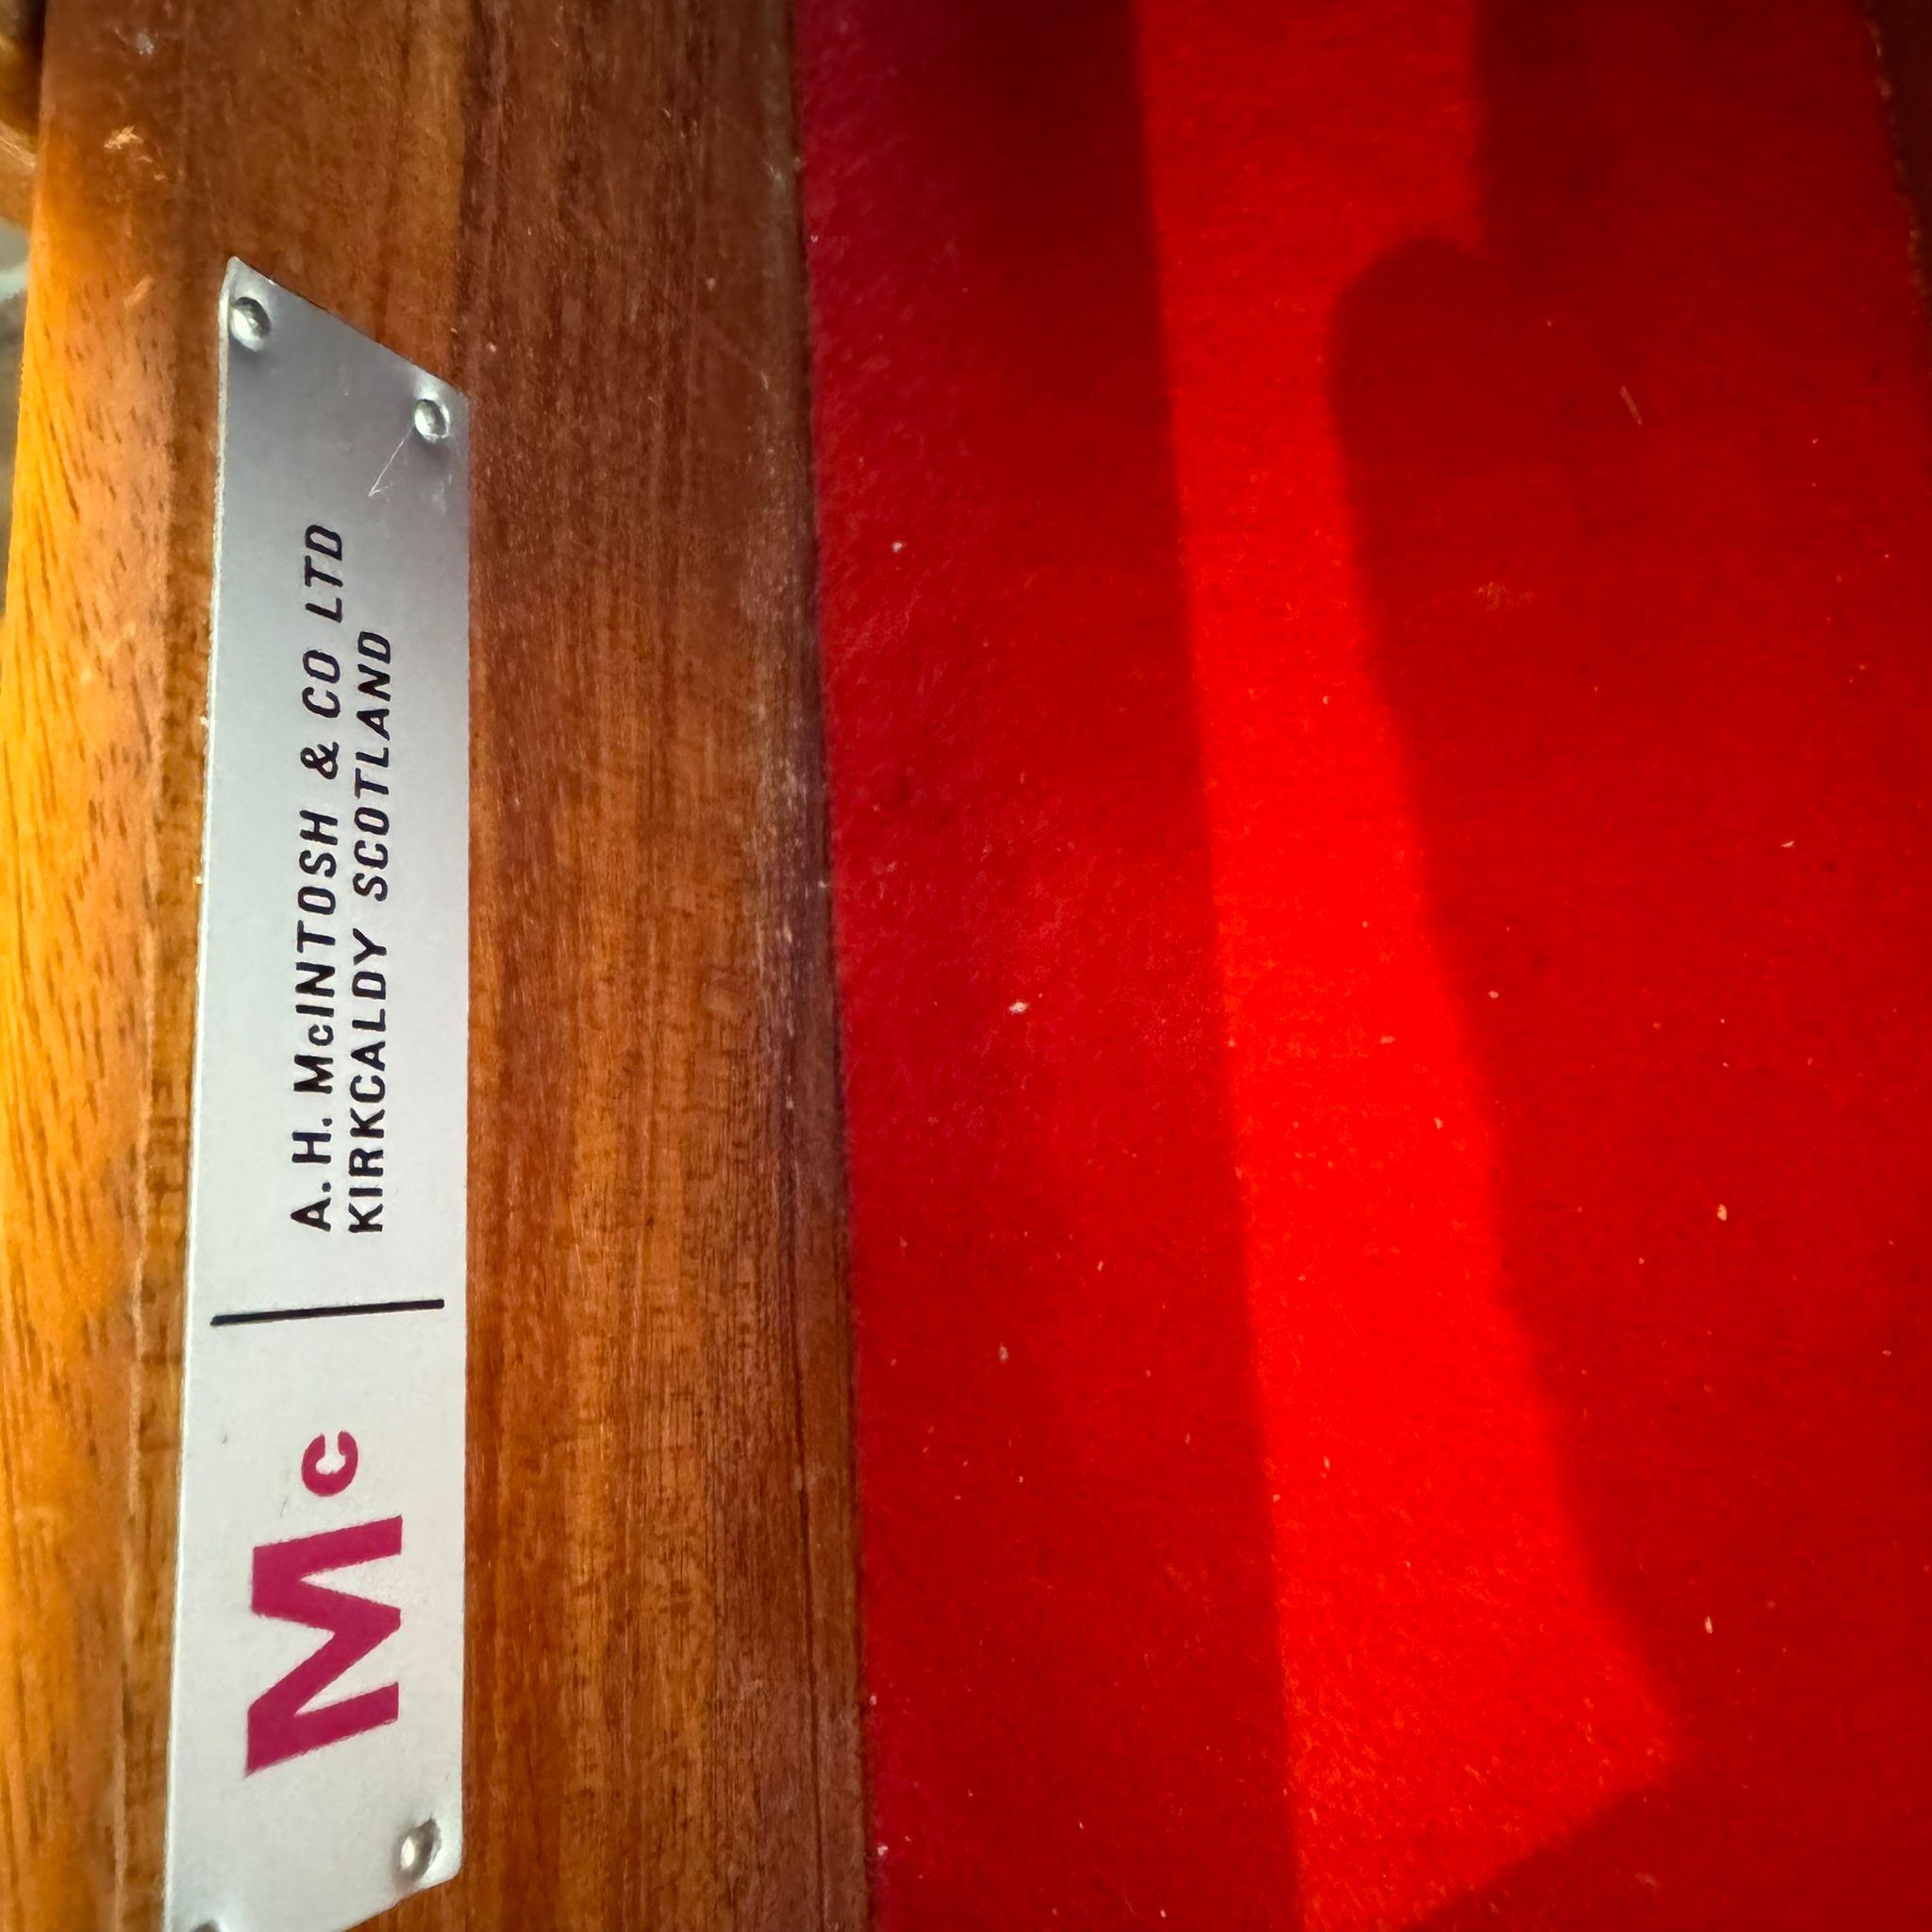 Mc
A.H. McINTOSH & CO LTD
KIRKCALDY SCOTLAND